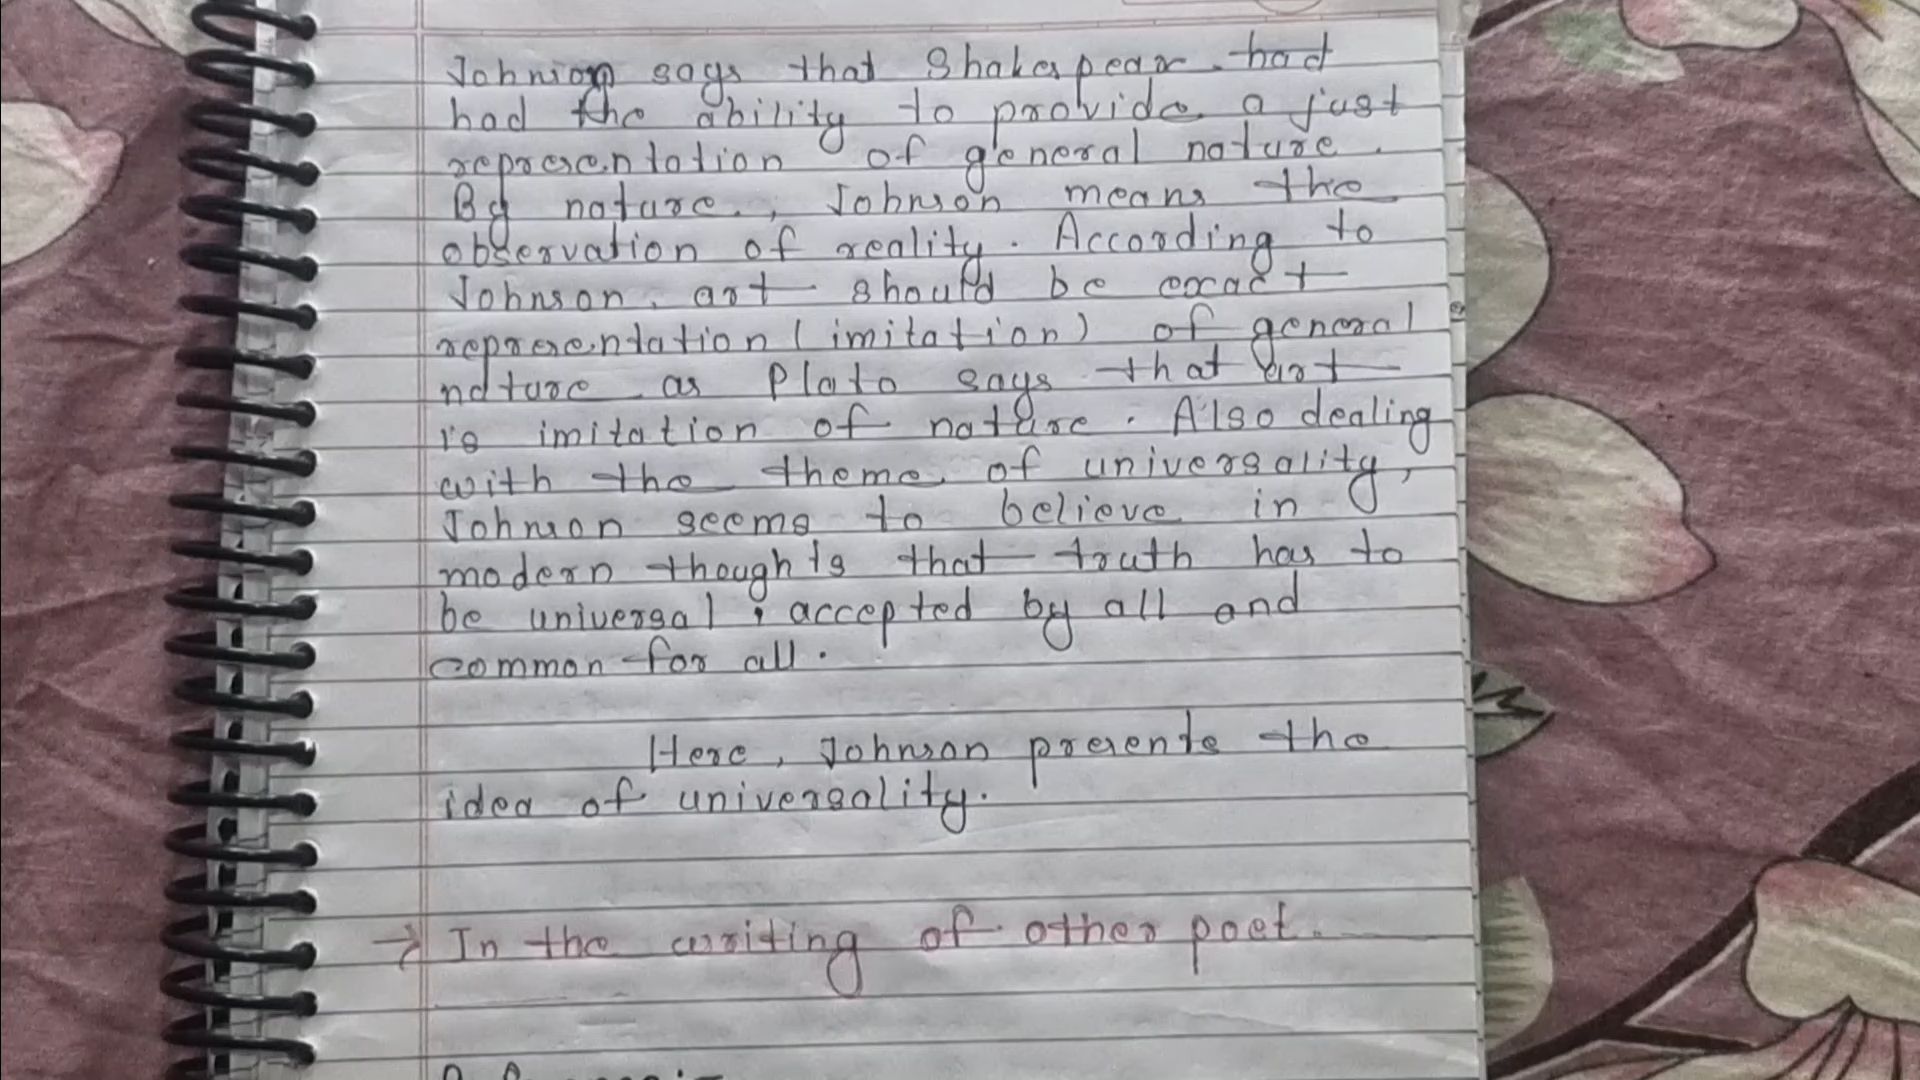 Johnson says that Shakespear had
had the ability to provide a just
representation of general nature.
By nature, Johnson means the
observation of reality. According to
Johnson, art should be exact
representation (imitation) of general
nature as Plato says that art
is imitation of nature. Also dealing
with the theme of universality,
Johnson seems to believe in
modern thoughts that truth has to
be universal, accepted by all and
common for all.
Here, Johnson presents the
idea of universality.
→ In the writing of other poet.